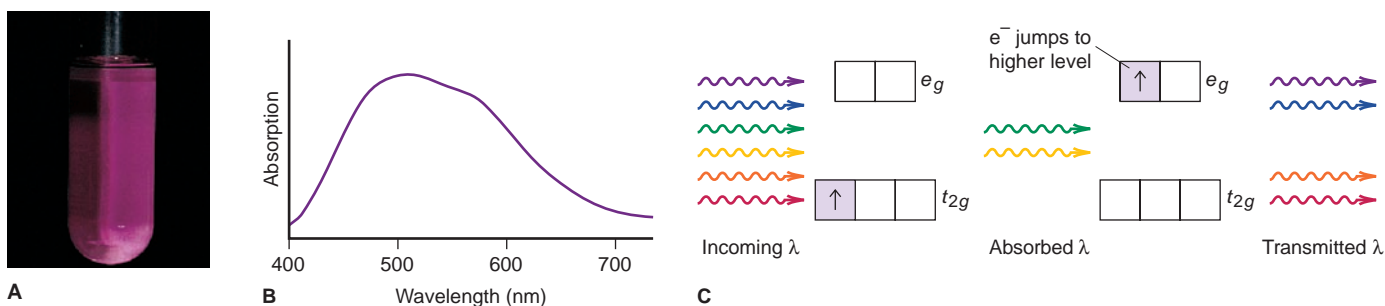 A
Absorption
400 500 600 700
Wavelength (nm)
B
e⁻ jumps to
higher level
e_g
e_g
t_2g
t_2g
Incoming λ
Absorbed λ
Transmitted λ
C